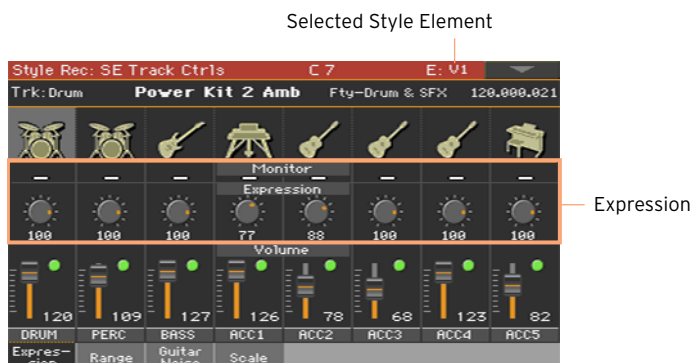 Selected Style Element
Style Rec: SE Track Ctrls C 7 E: V1
Trk:Drum Power Kit 2 Amb Fty-Drum & SFX 120.000.021
Monitor
Expression
Expression
100 100 100 77 88 100 100 100
Volume
120 109 127 126 78 68 123 82
DRUM PERC BASS ACC1 ACC2 ACC3 ACC4 ACC5
Expres-
sion Range Guitar
Noise Scale